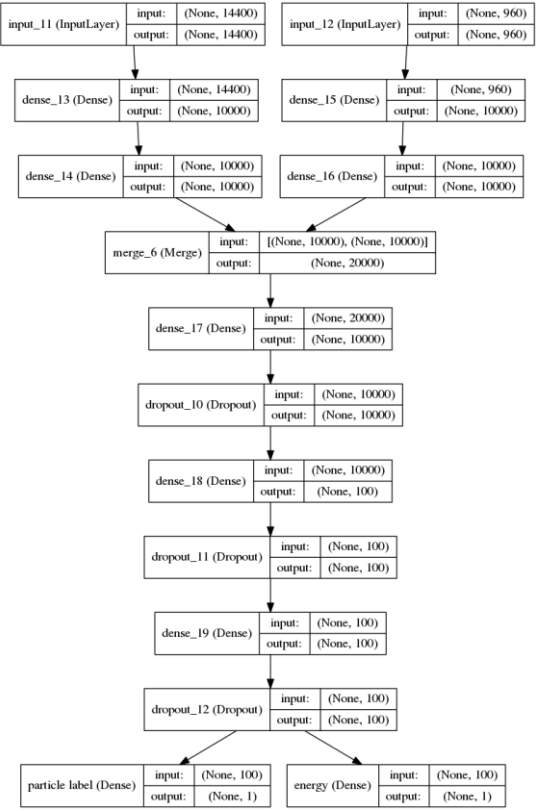 input_11 (InputLayer) input: (None, 14400)
output: (None, 14400)
input_12 (InputLayer) input: (None, 960)
output: (None, 960)
dense_13 (Dense) input: (None, 14400)
output: (None, 10000)
dense_15 (Dense) input: (None, 960)
output: (None, 10000)
dense_14 (Dense) input: (None, 10000)
output: (None, 10000)
dense_16 (Dense) input: (None, 10000)
output: (None, 10000)
merge_6 (Merge) input: [(None, 10000), (None, 10000)]
output: (None, 20000)
dense_17 (Dense) input: (None, 20000)
output: (None, 10000)
dropout_10 (Dropout) input: (None, 10000)
output: (None, 10000)
dense_18 (Dense) input: (None, 10000)
output: (None, 100)
dropout_11 (Dropout) input: (None, 100)
output: (None, 100)
dense_19 (Dense) input: (None, 100)
output: (None, 100)
dropout_12 (Dropout) input: (None, 100)
output: (None, 100)
particle label (Dense) input: (None, 100)
output: (None, 1)
energy (Dense) input: (None, 100)
output: (None, 1)